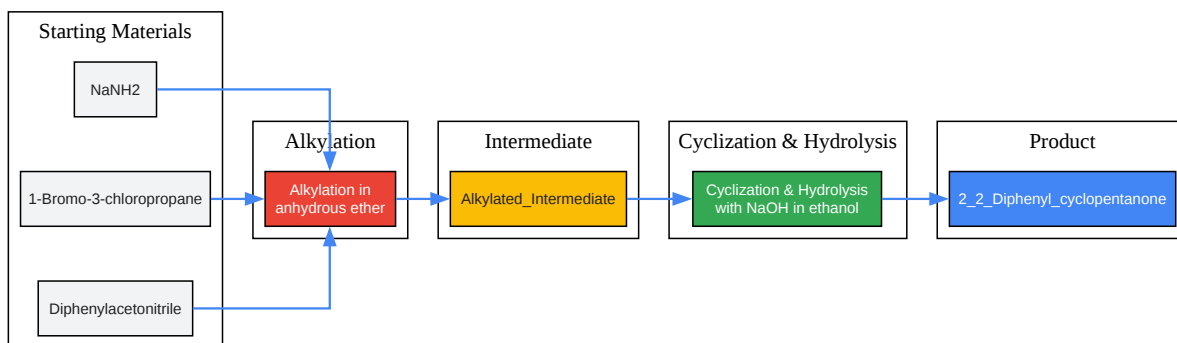 Starting Materials
NaNH2
1-Bromo-3-chloropropane
Diphenylacetonitrile
Alkylation
Alkylation in
anhydrous ether
Intermediate
Alkylated_Intermediate
Cyclization & Hydrolysis
Cyclization & Hydrolysis
with NaOH in ethanol
Product
2_2_Diphenyl_cyclopentanone